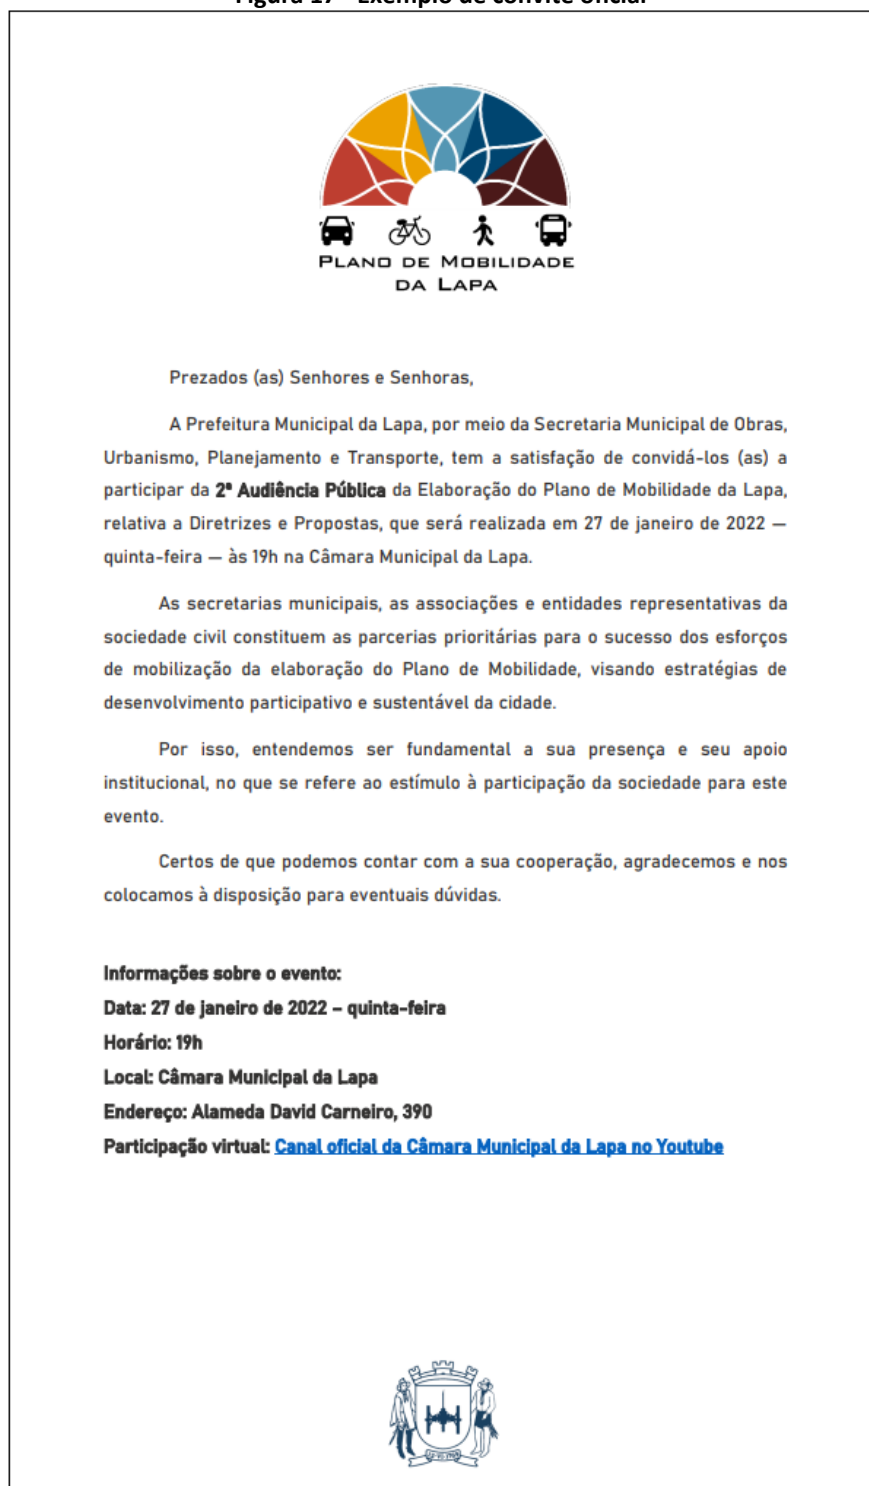 Figura 17 - Exemplo de convite oficial
PLANO DE MOBILIDADE
DA LAPA
Prezados (as) Senhores e Senhoras,
A Prefeitura Municipal da Lapa, por meio da Secretaria Municipal de Obras,
Urbanismo, Planejamento e Transporte, tem a satisfação de convidá-los (as) a
participar da 2ª Audiência Pública da Elaboração do Plano de Mobilidade da Lapa,
relativa a Diretrizes e Propostas, que será realizada em 27 de janeiro de 2022 —
quinta-feira — às 19h na Câmara Municipal da Lapa.
As secretarias municipais, as associações e entidades representativas da
sociedade civil constituem as parcerias prioritárias para o sucesso dos esforços
de mobilização da elaboração do Plano de Mobilidade, visando estratégias de
desenvolvimento participativo e sustentável da cidade.
Por isso, entendemos ser fundamental a sua presença e seu apoio
institucional, no que se refere ao estímulo à participação da sociedade para este
evento.
Certos de que podemos contar com a sua cooperação, agradecemos e nos
colocamos à disposição para eventuais dúvidas.
Informações sobre o evento:
Data: 27 de janeiro de 2022 – quinta-feira
Horário: 19h
Local: Câmara Municipal da Lapa
Endereço: Alameda David Carneiro, 390
Participação virtual: Canal oficial da Câmara Municipal da Lapa no Youtube